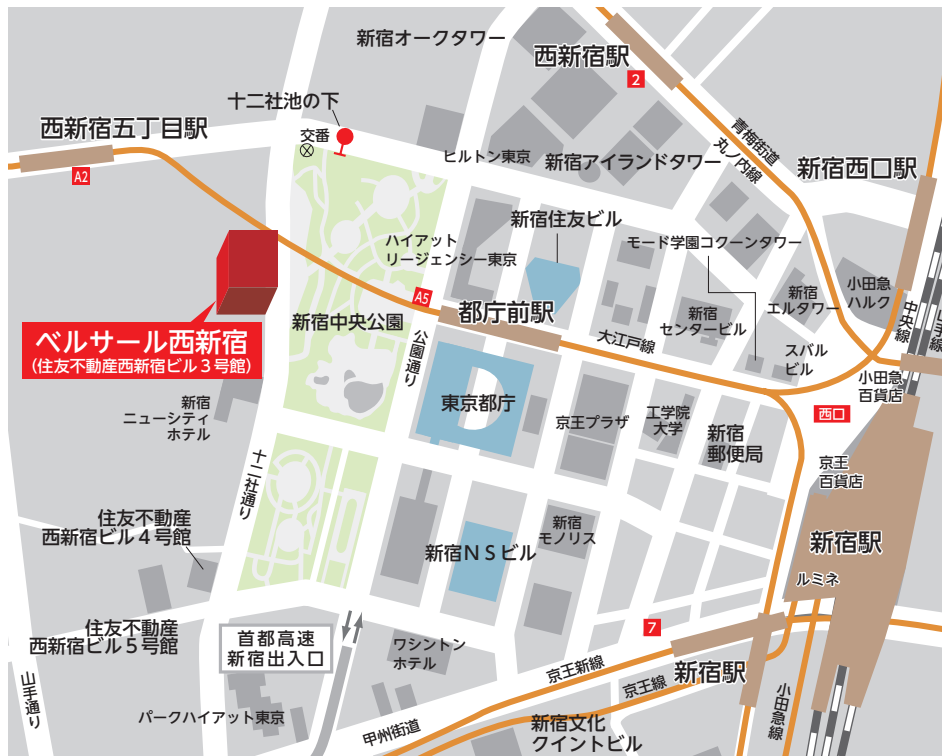 新宿オークタワー
西新宿駅
2
十二社池の下
西新宿五丁目駅
交番
A2
ヒルトン東京
新宿アイランドタワー
青梅街道
丸ノ内線
新宿西口駅
新宿住友ビル
モード学園コクーンタワー
ハイアット
リージェンシー東京
A5
都庁前駅
新宿
センタービル
新宿
エルタワー
小田急
ハルク
中央線
山手線
ベルサール西新宿
(住友不動産西新宿ビル3号館)
新宿中央公園
公園通り
大江戸線
スバル
ビル
小田急
百貨店
新宿
ニューシティ
ホテル
東京都庁
京王プラザ
工学院
大学
新宿
郵便局
西口
京王
百貨店
十二社通り
住友不動産
西新宿ビル4号館
新宿NSビル
新宿
モノリス
新宿駅
ルミネ
住友不動産
西新宿ビル5号館
首都高速
新宿出入口
ワシントン
ホテル
7
京王新線
新宿駅
京王線
小田急線
山手通り
パークハイアット東京
甲州街道
新宿文化
クイントビル